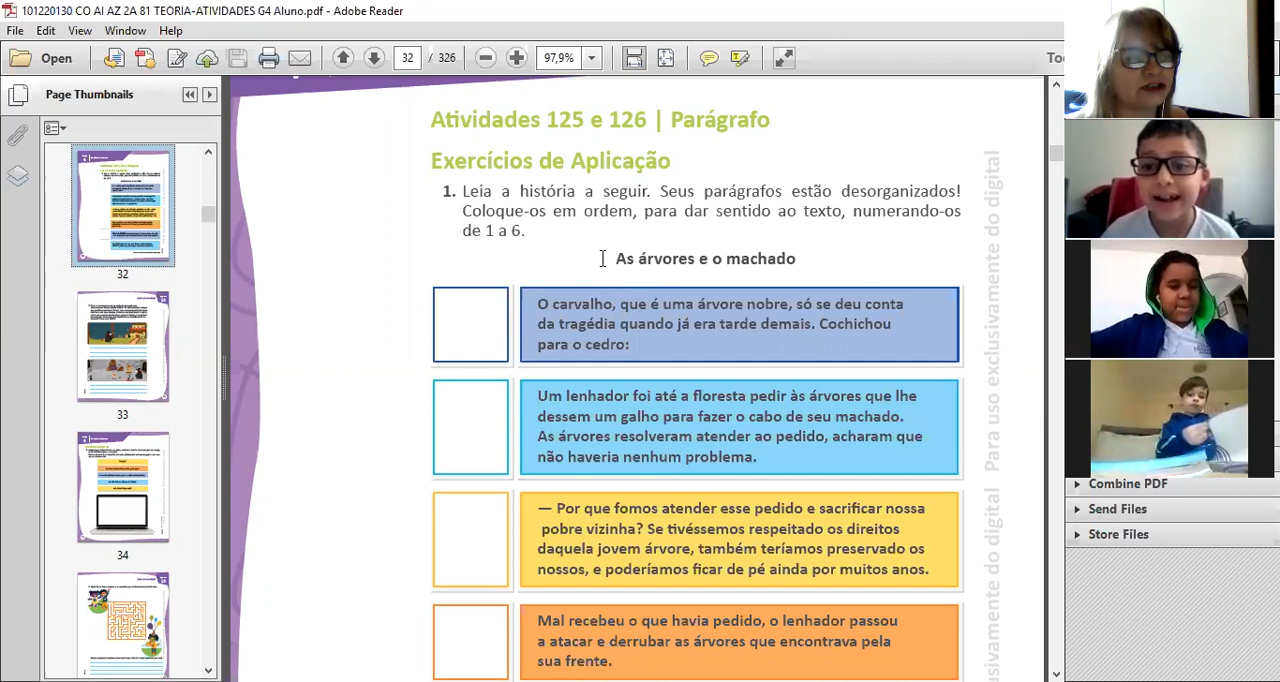 101220130 CO AI AZ 2A 81 TEORIA-ATIVIDADES G4 Aluno.pdf - Adobe Reader
File Edit View Window Help
Open 32 / 326 97,9% Too
Page Thumbnails
32
33
34
Atividades 125 e 126 | Parágrafo
Exercícios de Aplicação
1. Leia a história a seguir. Seus parágrafos estão desorganizados!
Coloque-os em ordem, para dar sentido ao texto, numerando-os
de 1 a 6.
As árvores e o machado
O carvalho, que é uma árvore nobre, só se deu conta
da tragédia quando já era tarde demais. Cochichou
para o cedro:
Um lenhador foi até a floresta pedir às árvores que lhe
dessem um galho para fazer o cabo de seu machado.
As árvores resolveram atender ao pedido, acharam que
não haveria nenhum problema.
— Por que fomos atender esse pedido e sacrificar nossa
pobre vizinha? Se tivéssemos respeitado os direitos
daquela jovem árvore, também teríamos preservado os
nossos, e poderíamos ficar de pé ainda por muitos anos.
Mal recebeu o que havia pedido, o lenhador passou
a atacar e derrubar as árvores que encontrava pela
sua frente.
Para uso exclusivamente do digital
usivamente do digital
Combine PDF
Send Files
Store Files